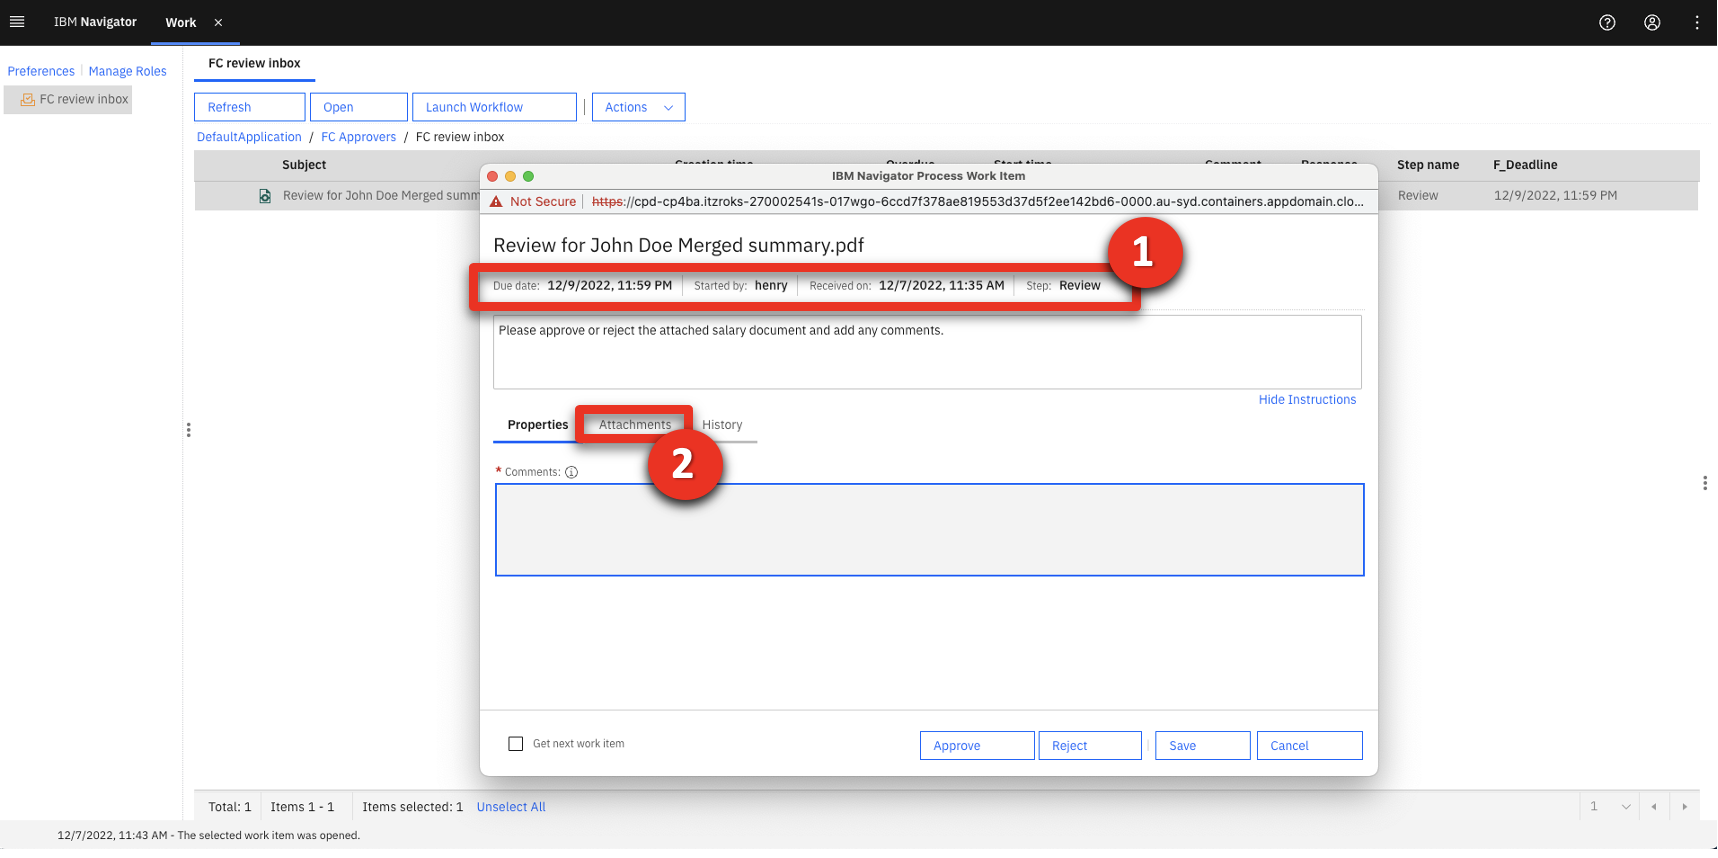 IBM Navigator Work ×
Preferences Manage Roles
FC review inbox
FC review inbox
Refresh Open Launch Workflow Actions
DefaultApplication / FC Approvers / FC review inbox
Subject Creation time Overdue Start time Comment Response Step name F_Deadline
Review for John Doe Merged summ Review 12/9/2022, 11:59 PM
IBM Navigator Process Work Item
Not Secure https://cpd-cp4ba.itzroks-270002541s-017wgo-6ccd7f378ae819553d37d5f2ee142bd6-0000.au-syd.containers.appdomain.clo...
Review for John Doe Merged summary.pdf
1
Due date: 12/9/2022, 11:59 PM Started by: henry Received on: 12/7/2022, 11:35 AM Step: Review
Please approve or reject the attached salary document and add any comments.
Hide Instructions
Properties Attachments History
2
* Comments:
Get next work item Approve Reject Save Cancel
Total: 1 Items 1 - 1 Items selected: 1 Unselect All 1
12/7/2022, 11:43 AM - The selected work item was opened.